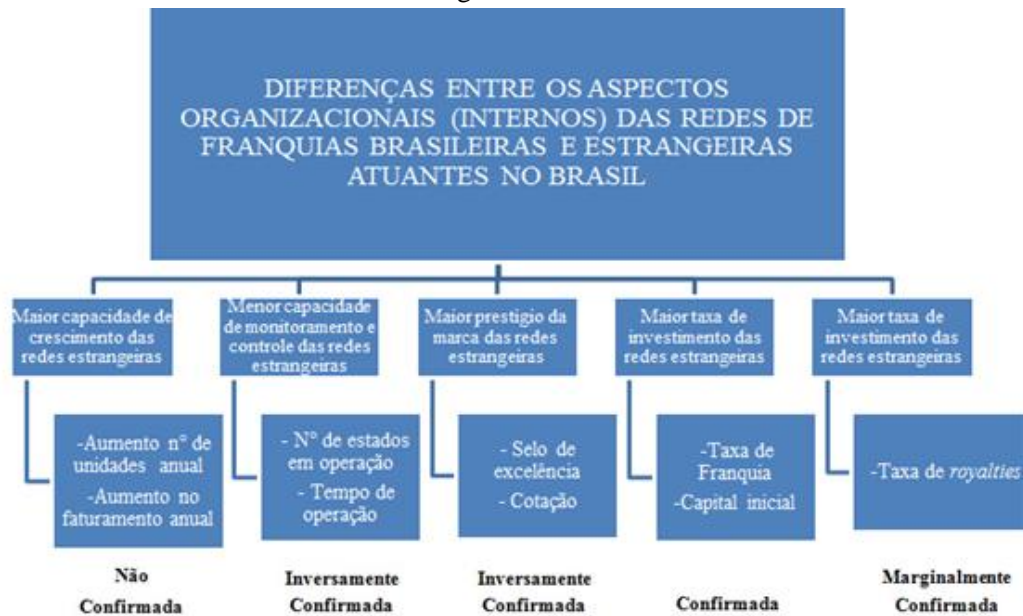 DIFERENÇAS ENTRE OS ASPECTOS
ORGANIZACIONAIS (INTERNOS) DAS REDES DE
FRANQUIAS BRASILEIRAS E ESTRANGEIRAS
ATUANTES NO BRASIL
Maior capacidade de
crescimento das
redes estrangeiras
Menor capacidade
de monitoramento e
controle das redes
estrangeiras
Maior prestigio da
marca das redes
estrangeiras
Maior taxa de
investimento das
redes estrangeiras
Maior taxa de
investimento das
redes estrangeiras
-Aumento n° de
unidades anual
-Aumento no
faturamento anual
- N° de estados
em operação
- Tempo de
operação
- Selo de
excelência
- Cotação
-Taxa de
Franquia
-Capital inicial
-Taxa de royalties
Não
Confirmada
Inversamente
Confirmada
Inversamente
Confirmada
Confirmada
Marginalmente
Confirmada